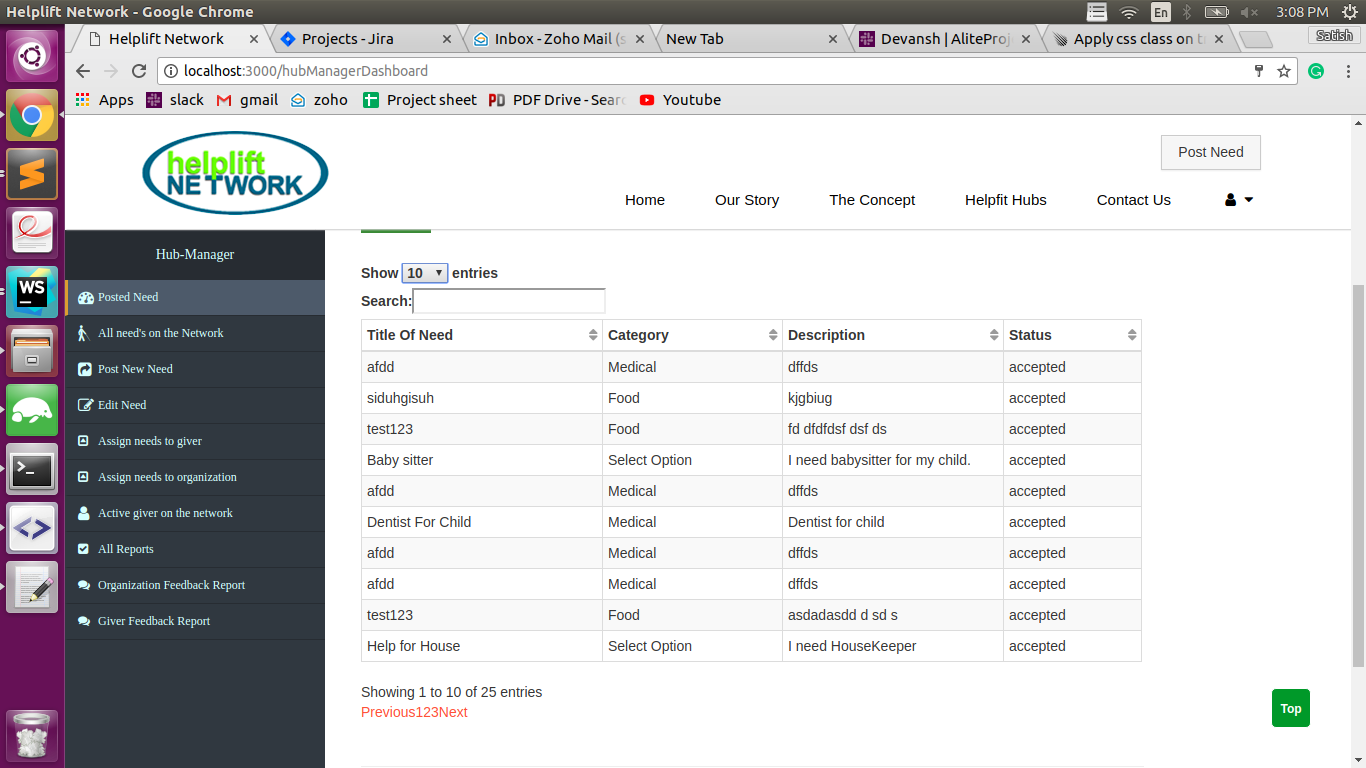 Helplift Network - Google Chrome En 3:08 PM
Helplift Network Projects - Jira Inbox - Zoho Mail (s New Tab Devansh | AliteProj Apply css class on t Satish
localhost:3000/hubManagerDashboard
Apps slack gmail zoho Project sheet PDF Drive - Sear Youtube
helplift
NETWORK
Post Need
Home Our Story The Concept Helpfit Hubs Contact Us
Hub-Manager
Posted Need
All need's on the Network
Post New Need
Edit Need
Assign needs to giver
Assign needs to organization
Active giver on the network
All Reports
Organization Feedback Report
Giver Feedback Report
WS
Show 10 entries
Search:
Title Of Need Category Description Status
afdd Medical dffds accepted
siduhgisuh Food kjgbiug accepted
test123 Food fd dfdfdsf dsf ds accepted
Baby sitter Select Option I need babysitter for my child. accepted
afdd Medical dffds accepted
Dentist For Child Medical Dentist for child accepted
afdd Medical dffds accepted
afdd Medical dffds accepted
test123 Food asdadasdd d sd s accepted
Help for House Select Option I need HouseKeeper accepted
Showing 1 to 10 of 25 entries
Previous123Next
Top